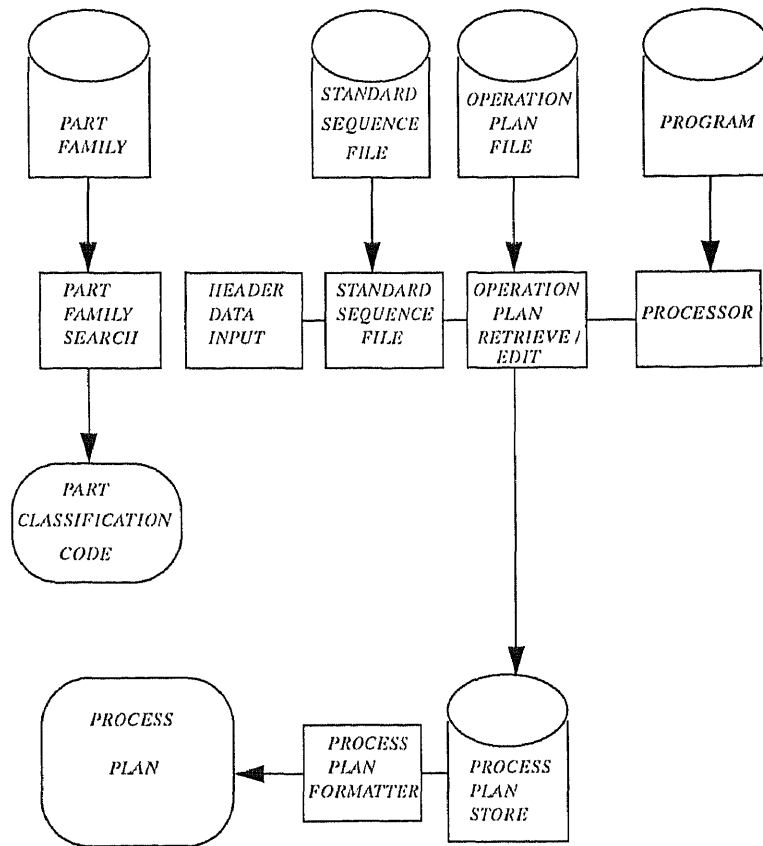 PART
FAMILY
STANDARD
SEQUENCE
FILE
OPERATION
PLAN
FILE
PROGRAM
PART
FAMILY
SEARCH
HEADER
DATA
INPUT
STANDARD
SEQUENCE
FILE
OPERATION
PLAN
RETRIEVE /
EDIT
PROCESSOR
PART
CLASSIFICATION
CODE
PROCESS
PLAN
PROCESS
PLAN
FORMATTER
PROCESS
PLAN
STORE